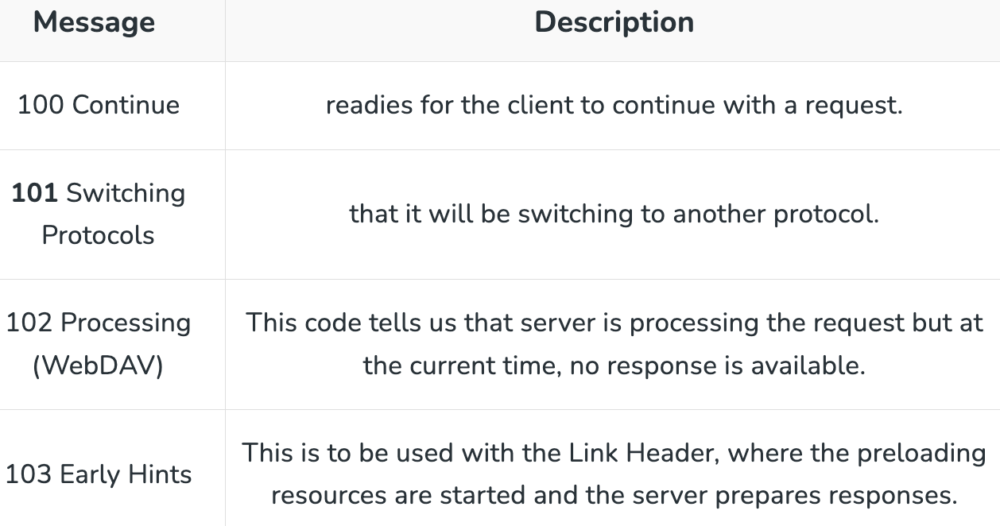 Message
Description
100 Continue
readies for the client to continue with a request.
101 Switching
Protocols
that it will be switching to another protocol.
102 Processing
(WebDAV)
This code tells us that server is processing the request but at
the current time, no response is available.
103 Early Hints
This is to be used with the Link Header, where the preloading
resources are started and the server prepares responses.